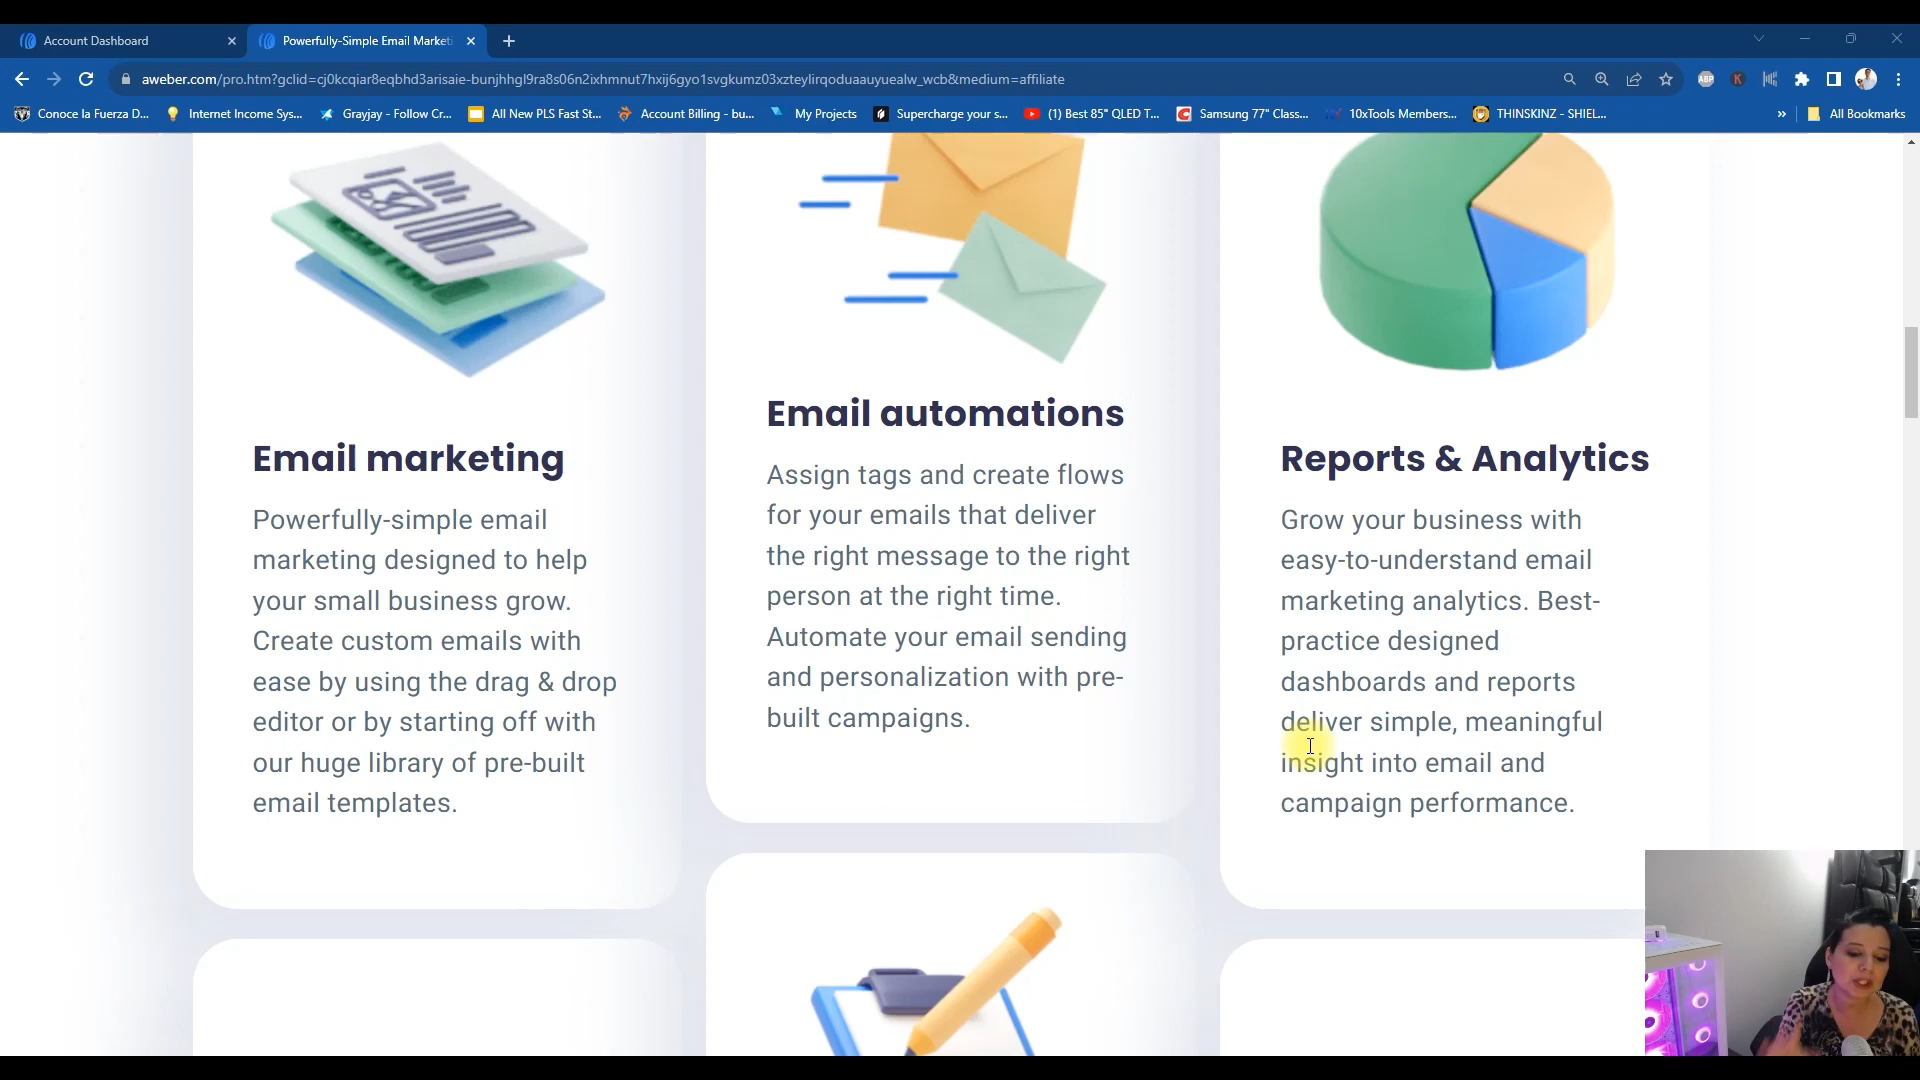 Account Dashboard
Powerfully-Simple Email Market
aweber.com/pro.htm?gclid=cj0kcqiar8eqbhd3arisaie-bunjhhgl9ra8s06n2ixhmnut7hxij6gyo1svgkumz03xzteylirqoduaauyuealw_wcb&medium=affiliate
ABP
K
Conoce la Fuerza D...
Internet Income Sys...
Grayjay - Follow Cr...
All New PLS Fast St...
Account Billing - bu...
My Projects
Supercharge your s...
(1) Best 85" QLED T...
Samsung 77" Class...
10xTools Members...
THINSKINZ - SHIEL...
»
All Bookmarks
Email marketing
Powerfully-simple email
marketing designed to help
your small business grow.
Create custom emails with
ease by using the drag & drop
editor or by starting off with
our huge library of pre-built
email templates.
Email automations
Assign tags and create flows
for your emails that deliver
the right message to the right
person at the right time.
Automate your email sending
and personalization with pre-
built campaigns.
Reports & Analytics
Grow your business with
easy-to-understand email
marketing analytics. Best-
practice designed
dashboards and reports
deliver simple, meaningful
insight into email and
campaign performance.